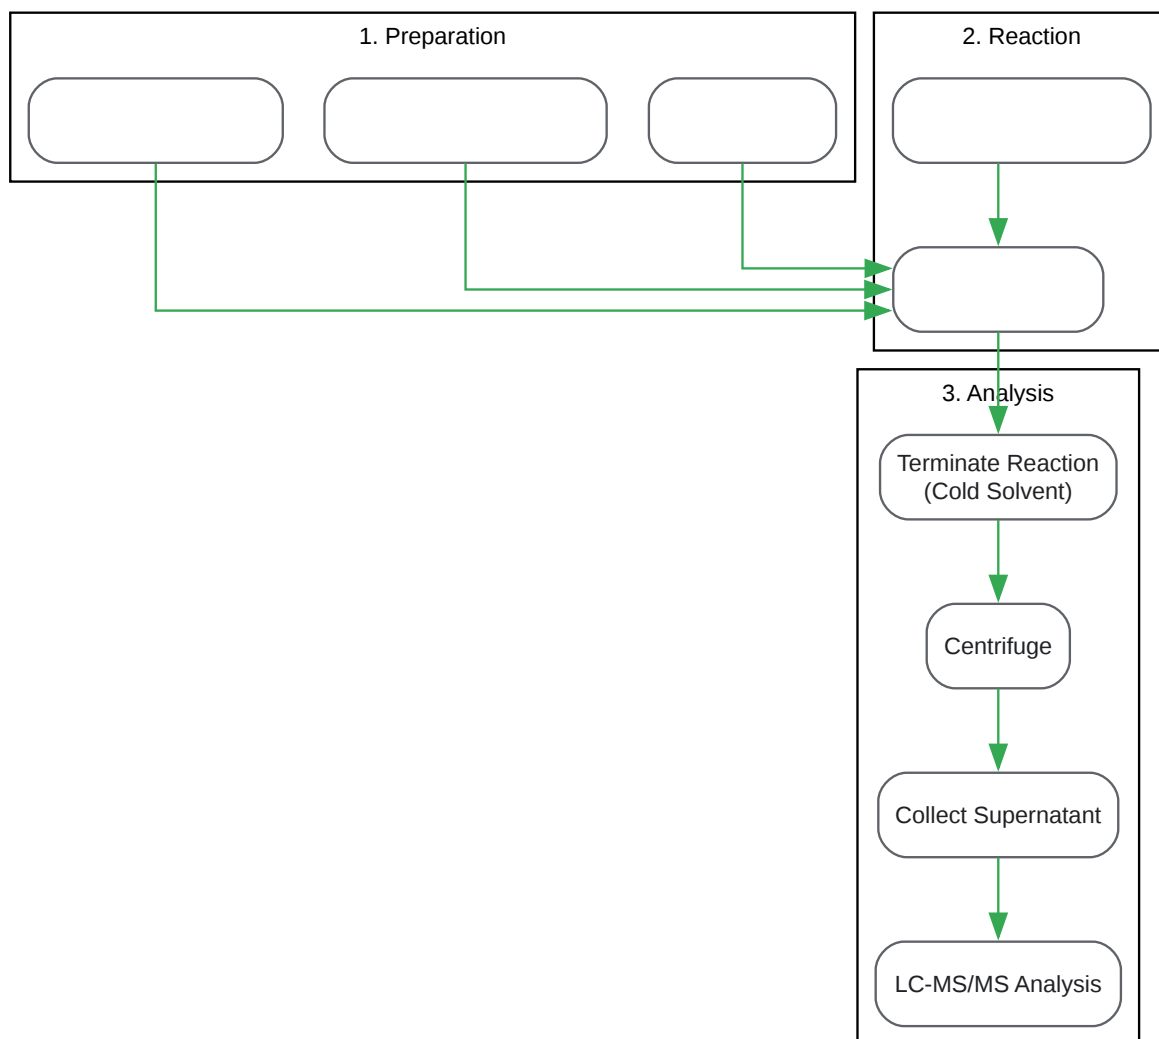 1. Preparation
2. Reaction
3. Analysis
Terminate Reaction
(Cold Solvent)
Centrifuge
Collect Supernatant
LC-MS/MS Analysis